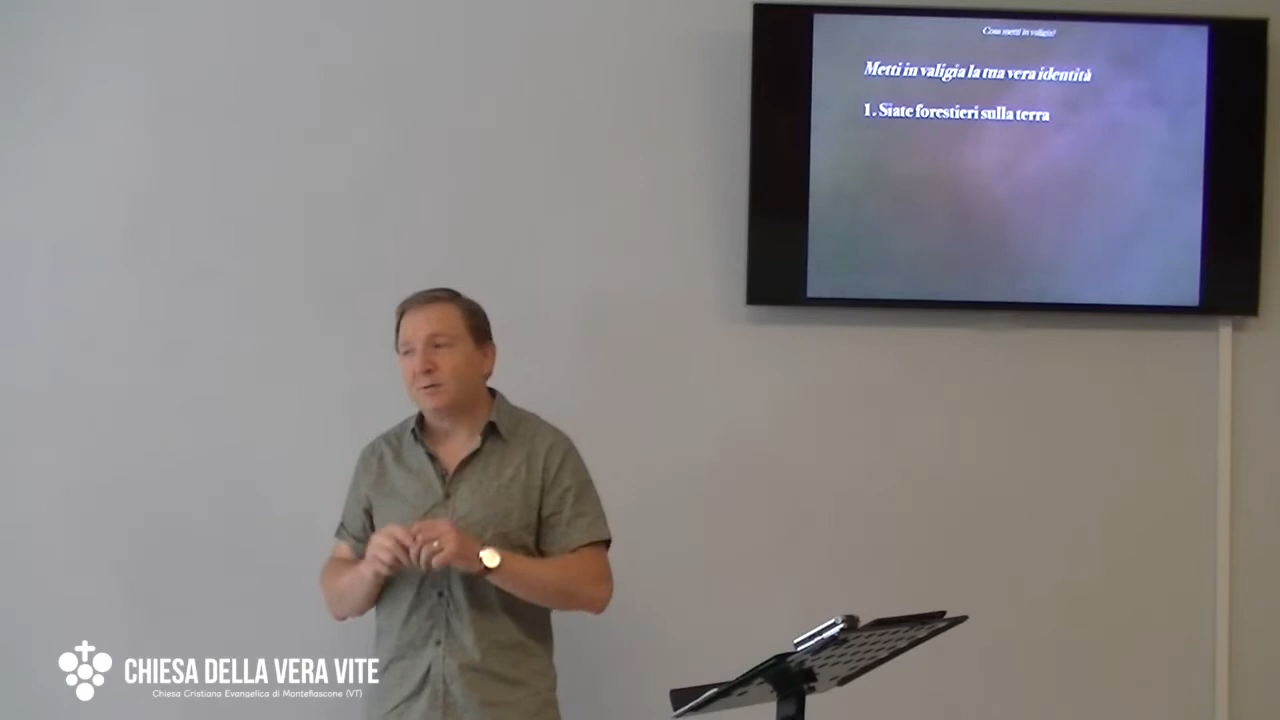 Cosa metti in valigia?
Metti in valigia la tua vera identità
1. Siate forestieri sulla terra
CHIESA DELLA VERA VITE
Chiesa Cristiana Evangelica di Montefiascone (VT)